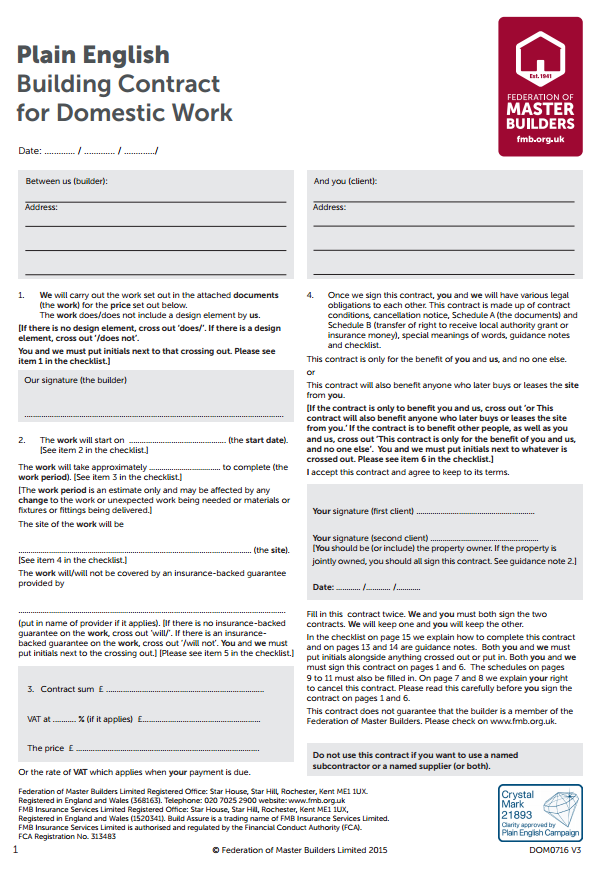 Plain English
Building Contract
for Domestic Work
Est. 1941
FEDERATION OF
MASTER
BUILDERS
fmb.org.uk
Date: ............ / ............ / ............/
Between us (builder):
Address:
And you (client):
Address:
1. We will carry out the work set out in the attached documents
(the work) for the price set out below.
The work does/does not include a design element by us.
[If there is no design element, cross out 'does/'. If there is a design
element, cross out '/does not'.
You and we must put initials next to that crossing out. Please see
item 1 in the checklist.]
Our signature (the builder)
2. The work will start on .................................. (the start date).
[See item 2 in the checklist.]
The work will take approximately ......................... to complete (the
work period). [See item 3 in the checklist.]
[The work period is an estimate only and may be affected by any
change to the work or unexpected work being needed or materials or
fixtures or fittings being delivered.]
The site of the work will be
.................................................................................. (the site).
[See item 4 in the checklist.]
The work will/will not be covered by an insurance-backed guarantee
provided by
..............................................................................................
(put in name of provider if it applies). [If there is no insurance-backed
guarantee on the work, cross out 'will/'. If there is an insurance-
backed guarantee on the work, cross out '/will not'. You and we must
put initials next to the crossing out.] [Please see item 5 in the checklist.]
3. Contract sum £ ........................................................
VAT at ......... % (if it applies) £..........................................
The price £ ................................................................
Or the rate of VAT which applies when your payment is due.
4. Once we sign this contract, you and we will have various legal
obligations to each other. This contract is made up of contract
conditions, cancellation notice, Schedule A (the documents) and
Schedule B (transfer of right to receive local authority grant or
insurance money), special meanings of words, guidance notes
and checklist.
This contract is only for the benefit of you and us, and no one else.
or
This contract will also benefit anyone who later buys or leases the site
from you.
[If the contract is only to benefit you and us, cross out 'or This
contract will also benefit anyone who later buys or leases the site
from you.' If the contract is to benefit other people, as well as you
and us, cross out 'This contract is only for the benefit of you and us,
and no one else'. You and we must put initials next to whatever is
crossed out. Please see item 6 in the checklist.]
I accept this contract and agree to keep to its terms.
Your signature (first client) ..........................................
Your signature (second client) ......................................
[You should be (or include) the property owner. If the property is
jointly owned, you should all sign this contract. See guidance note 2.]
Date: ......... /........../.........
Fill in this contract twice. We and you must both sign the two
contracts. We will keep one and you will keep the other.
In the checklist on page 15 we explain how to complete this contract
and on pages 13 and 14 are guidance notes. Both you and we must
put initials alongside anything crossed out or put in. Both you and we
must sign this contract on pages 1 and 6. The schedules on pages
9 to 11 must also be filled in. On page 7 and 8 we explain your right
to cancel this contract. Please read this carefully before you sign the
contract on pages 1 and 6.
This contract does not guarantee that the builder is a member of the
Federation of Master Builders. Please check on www.fmb.org.uk.
Do not use this contract if you want to use a named
subcontractor or a named supplier (or both).
Federation of Master Builders Limited Registered Office: Star House, Star Hill, Rochester, Kent ME1 1UX.
Registered in England and Wales (368163). Telephone: 020 7025 2900 website: www.fmb.org.uk
FMB Insurance Services Limited Registered Office: Star House, Star Hill, Rochester, Kent ME1 1UX,
Registered in England and Wales (1520341). Build Assure is a trading name of FMB Insurance Services Limited.
FMB Insurance Services Limited is authorised and regulated by the Financial Conduct Authority (FCA).
FCA Registration No. 313483
Crystal
Mark
21893
Clarity approved by
Plain English Campaign
1
© Federation of Master Builders Limited 2015
DOM0716 V3